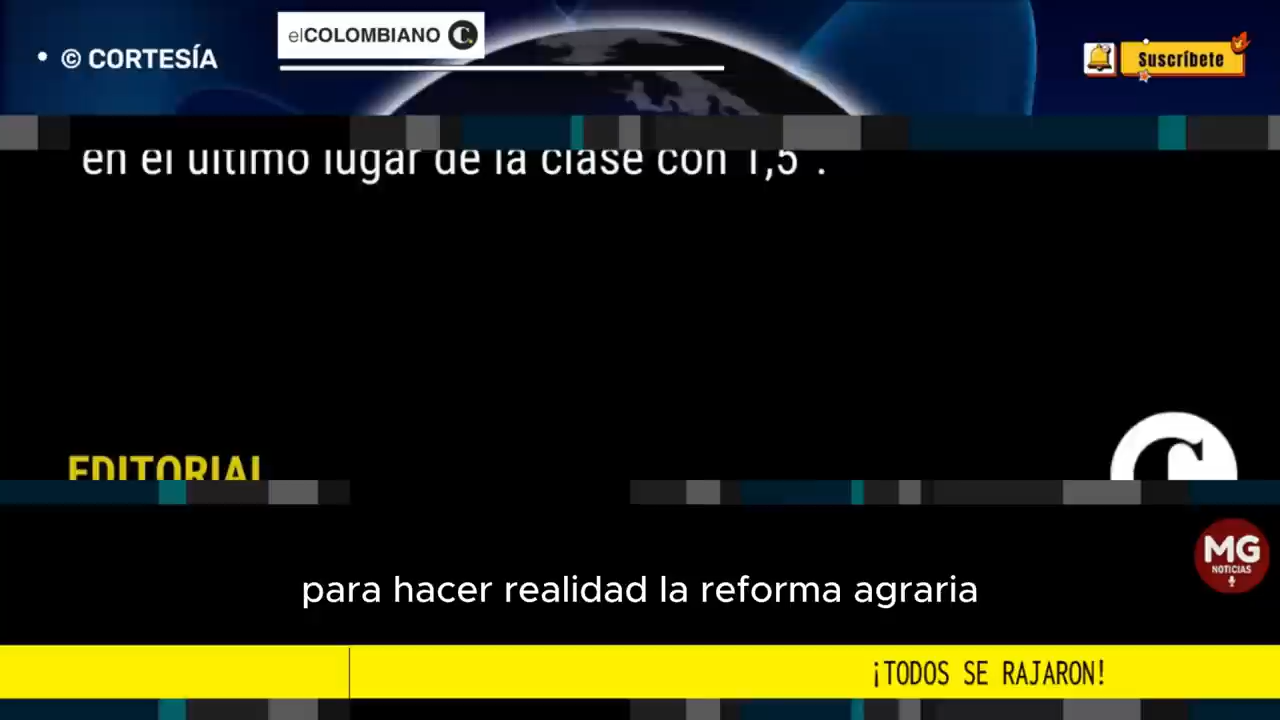 • © CORTESÍA
elCOLOMBIANO C
Suscríbete
en el último lugar de la clase con 1,5".
EDITORIAL
MG
NOTICIAS
para hacer realidad la reforma agraria
¡TODOS SE RAJARON!